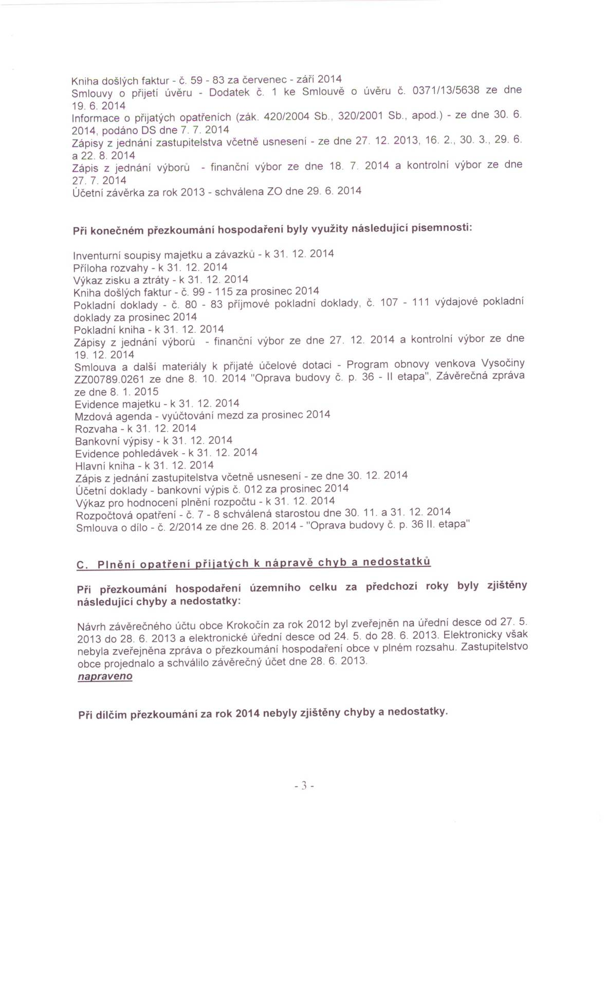 Kniha došlých faktur - č. 59 - 83 za červenec - září 2014
Smlouvy o přijetí úvěru - Dodatek č. 1 ke Smlouvě o úvěru č. 0371/13/5638 ze dne
19. 6. 2014
Informace o přijatých opatřeních (zák. 420/2004 Sb., 320/2001 Sb., apod.) - ze dne 30. 6.
2014, podáno DS dne 7. 7. 2014
Zápisy z jednání zastupitelstva včetně usnesení - ze dne 27. 12. 2013, 16. 2., 30. 3., 29. 6.
a 22. 8. 2014
Zápis z jednání výborů - finanční výbor ze dne 18. 7. 2014 a kontrolní výbor ze dne
27. 7. 2014
Účetní závěrka za rok 2013 - schválena ZO dne 29. 6. 2014
Při konečném přezkoumání hospodaření byly využity následující písemnosti:
Inventurní soupisy majetku a závazků - k 31. 12. 2014
Příloha rozvahy - k 31. 12. 2014
Výkaz zisku a ztráty - k 31. 12. 2014
Kniha došlých faktur - č. 99 - 115 za prosinec 2014
Pokladní doklady - č. 80 - 83 příjmové pokladní doklady, č. 107 - 111 výdajové pokladní
doklady za prosinec 2014
Pokladní kniha - k 31. 12. 2014
Zápisy z jednání výborů - finanční výbor ze dne 27. 12. 2014 a kontrolní výbor ze dne
19. 12. 2014
Smlouva a další materiály k přijaté účelové dotaci - Program obnovy venkova Vysočiny
ZZ00789.0261 ze dne 8. 10. 2014 "Oprava budovy č. p. 36 - II etapa", Závěrečná zpráva
ze dne 8. 1. 2015
Evidence majetku - k 31. 12. 2014
Mzdová agenda - vyúčtování mezd za prosinec 2014
Rozvaha - k 31. 12. 2014
Bankovní výpisy - k 31. 12. 2014
Evidence pohledávek - k 31. 12. 2014
Hlavní kniha - k 31. 12. 2014
Zápis z jednání zastupitelstva včetně usnesení - ze dne 30. 12. 2014
Účetní doklady - bankovní výpis č. 012 za prosinec 2014
Výkaz pro hodnocení plnění rozpočtu - k 31. 12. 2014
Rozpočtová opatření - č. 7 - 8 schválená starostou dne 30. 11. a 31. 12. 2014
Smlouva o dílo - č. 2/2014 ze dne 26. 8. 2014 - "Oprava budovy č. p. 36 II. etapa"
C. Plnění opatření přijatých k nápravě chyb a nedostatků
Při přezkoumání hospodaření územního celku za předchozí roky byly zjištěny
následující chyby a nedostatky:
Návrh závěrečného účtu obce Krokočín za rok 2012 byl zveřejněn na úřední desce od 27. 5.
2013 do 28. 6. 2013 a elektronické úřední desce od 24. 5. do 28. 6. 2013. Elektronicky však
nebyla zveřejněna zpráva o přezkoumání hospodaření obce v plném rozsahu. Zastupitelstvo
obce projednalo a schválilo závěrečný účet dne 28. 6. 2013.
napraveno
Při dílčím přezkoumání za rok 2014 nebyly zjištěny chyby a nedostatky.
- 3 -